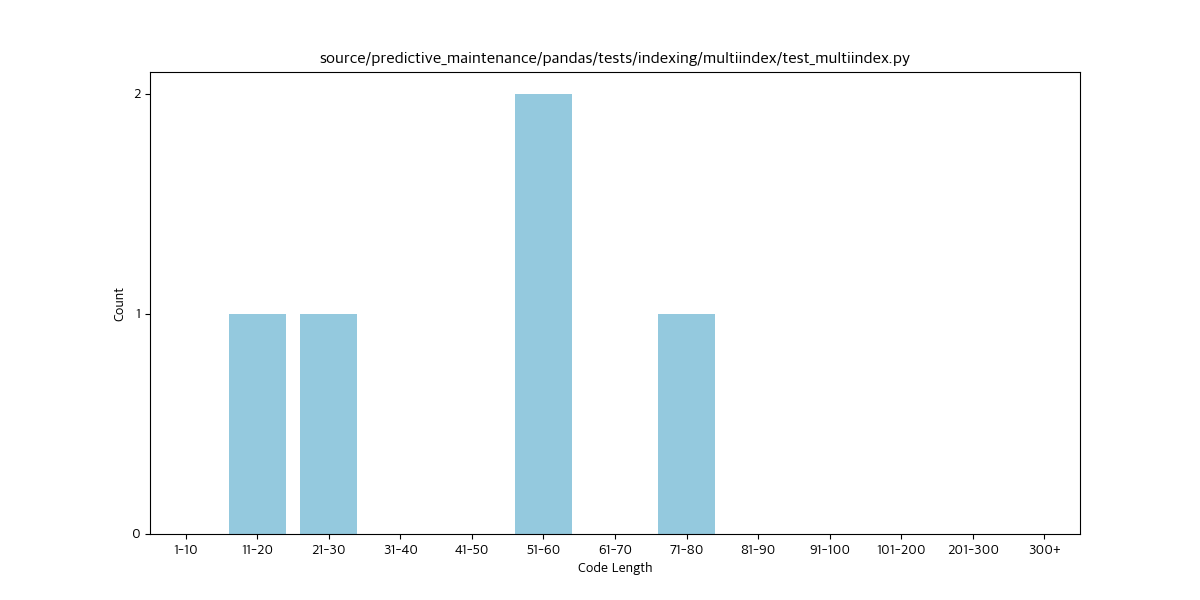 source/predictive_maintenance/pandas/tests/indexing/multiindex/test_multiindex.py
2
1
0
Count
1-10 11-20 21-30 31-40 41-50 51-60 61-70 71-80 81-90 91-100 101-200 201-300 300+
Code Length